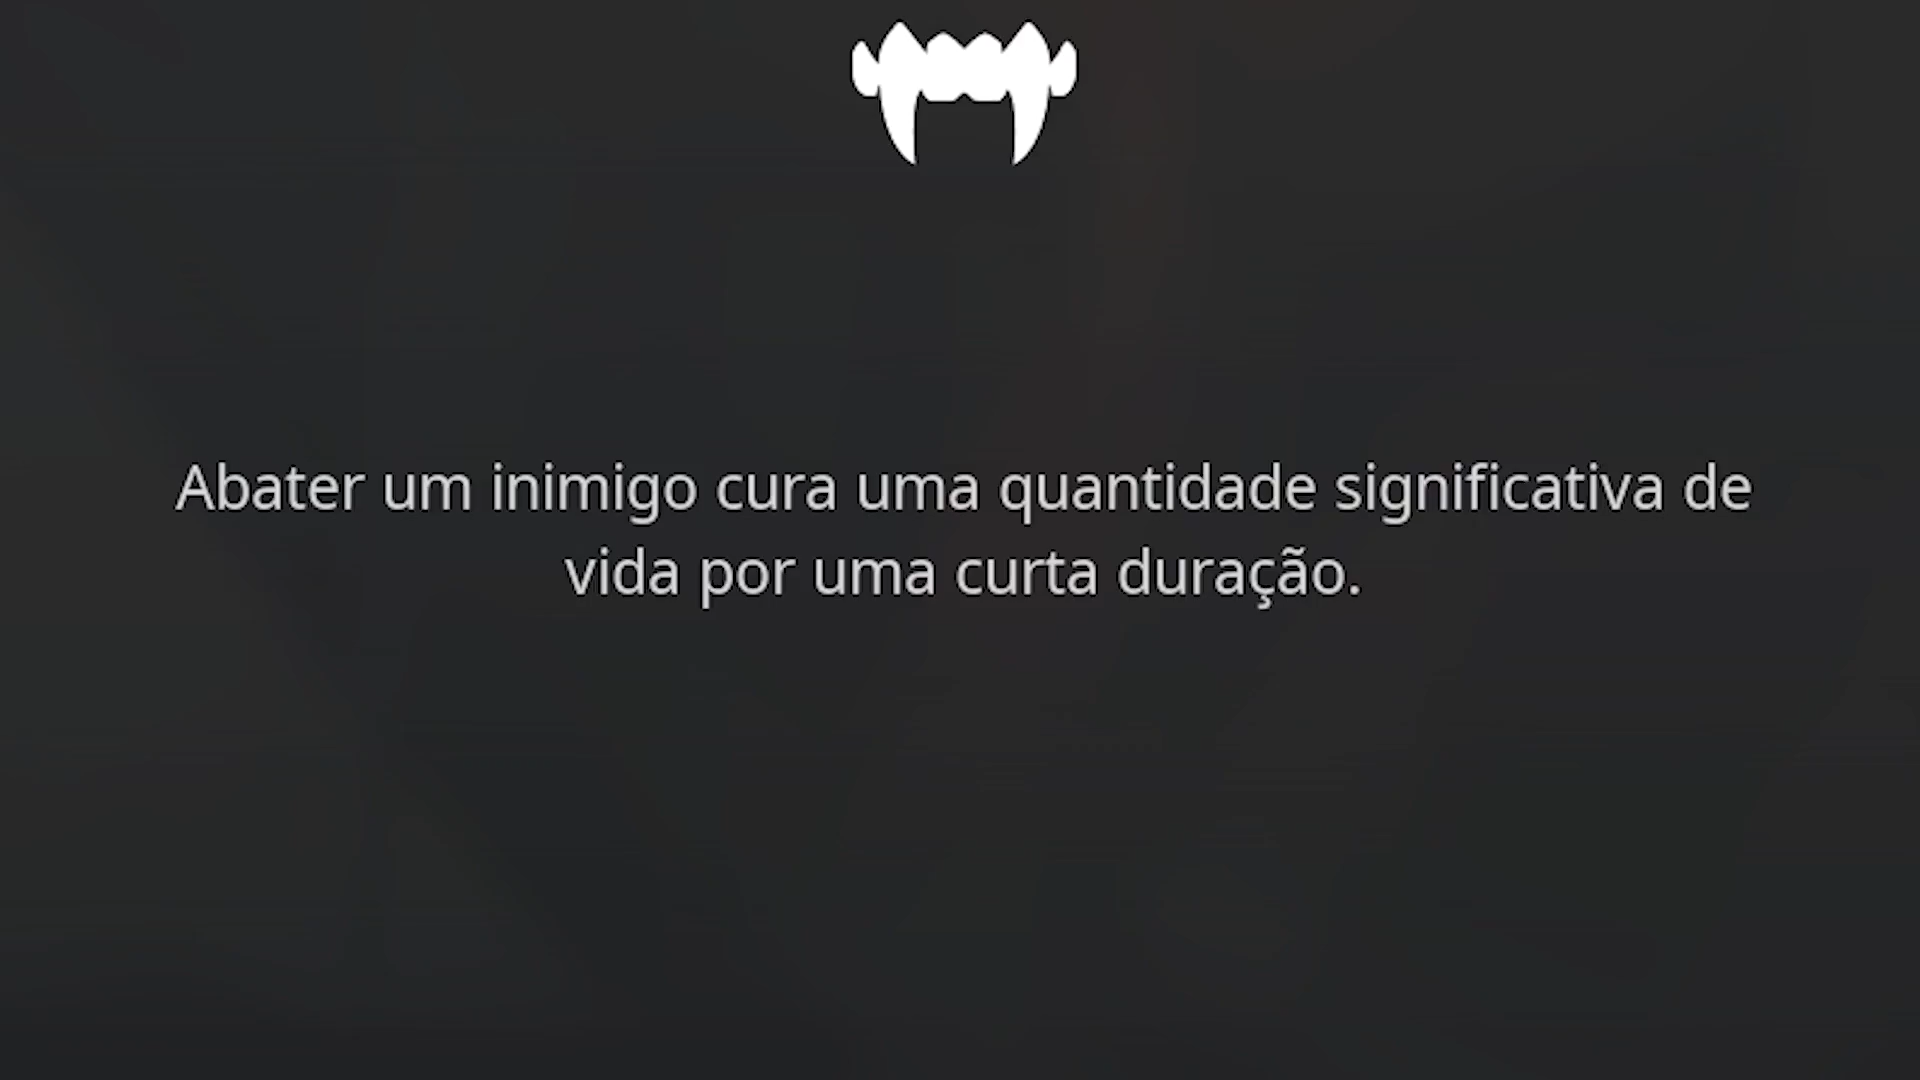 Abater um inimigo cura uma quantidade significativa de
vida por uma curta duração.